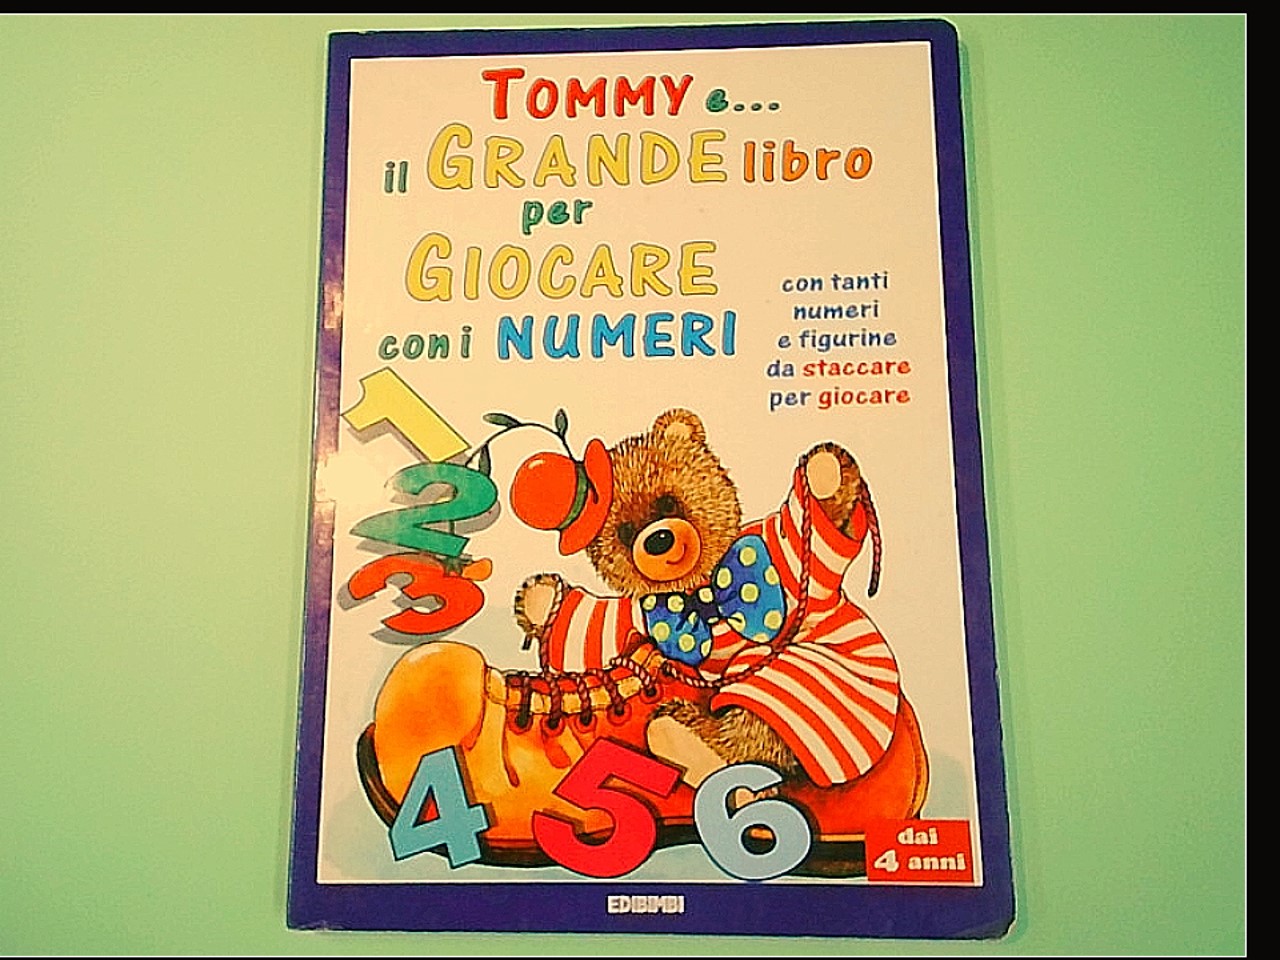 TOMMY e...
il GRANDE libro
per
GIOCARE
con i NUMERI
con tanti
numeri
e figurine
da staccare
per giocare
1
2
3
4 5 6
dai
4 anni
EDIBIMBI